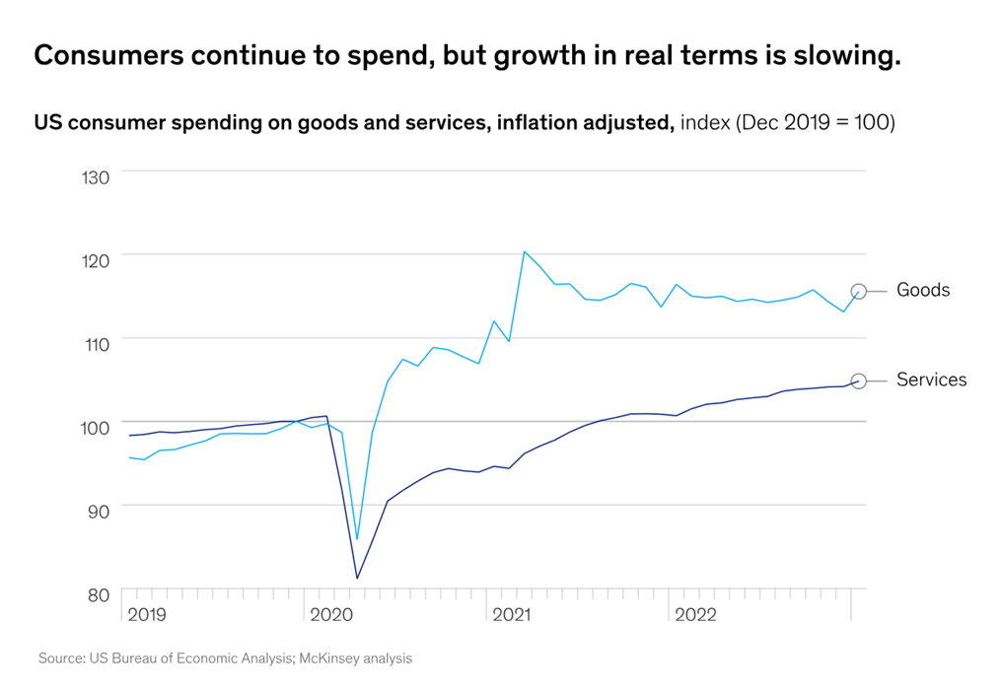 Consumers continue to spend, but growth in real terms is slowing.
US consumer spending on goods and services, inflation adjusted, index (Dec 2019 = 100)
130
120
Goods
110
Services
100
90
80
2019 2020 2021 2022
Source: US Bureau of Economic Analysis; McKinsey analysis